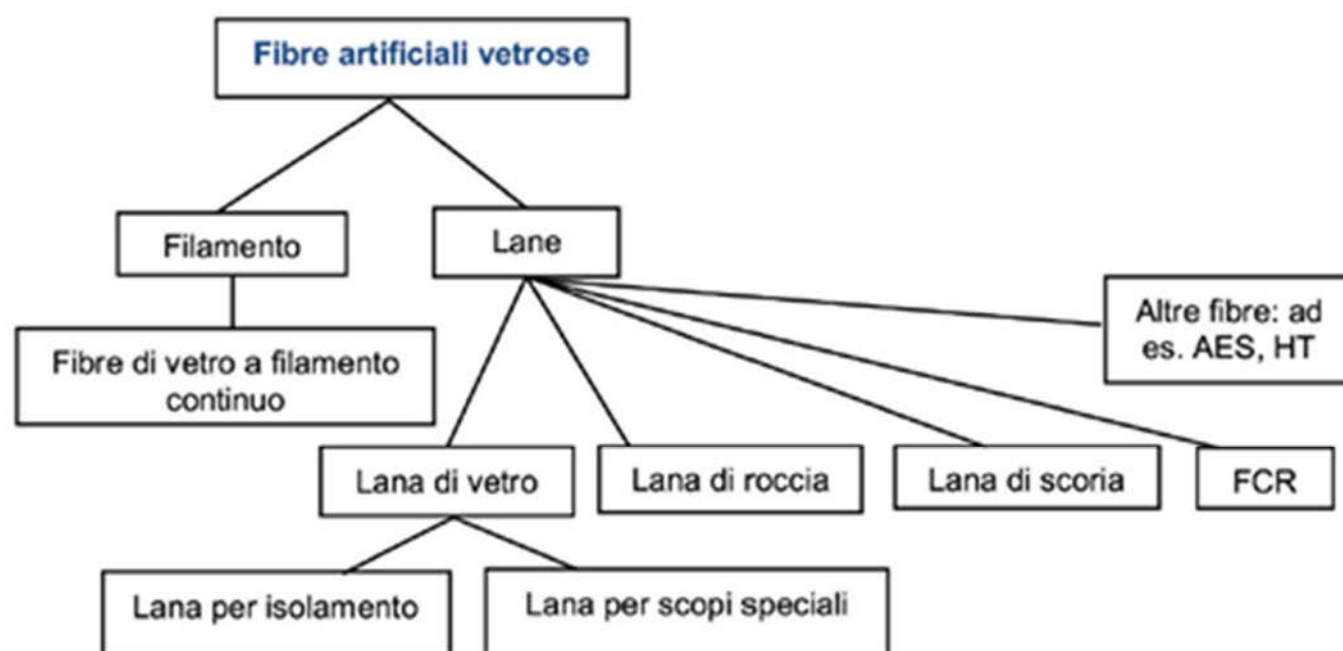 Fibre artificiali vetrose
Filamento
Lane
Altre fibre: ad
es. AES, HT
Fibre di vetro a filamento
continuo
Lana di vetro
Lana di roccia
Lana di scoria
FCR
Lana per isolamento
Lana per scopi speciali